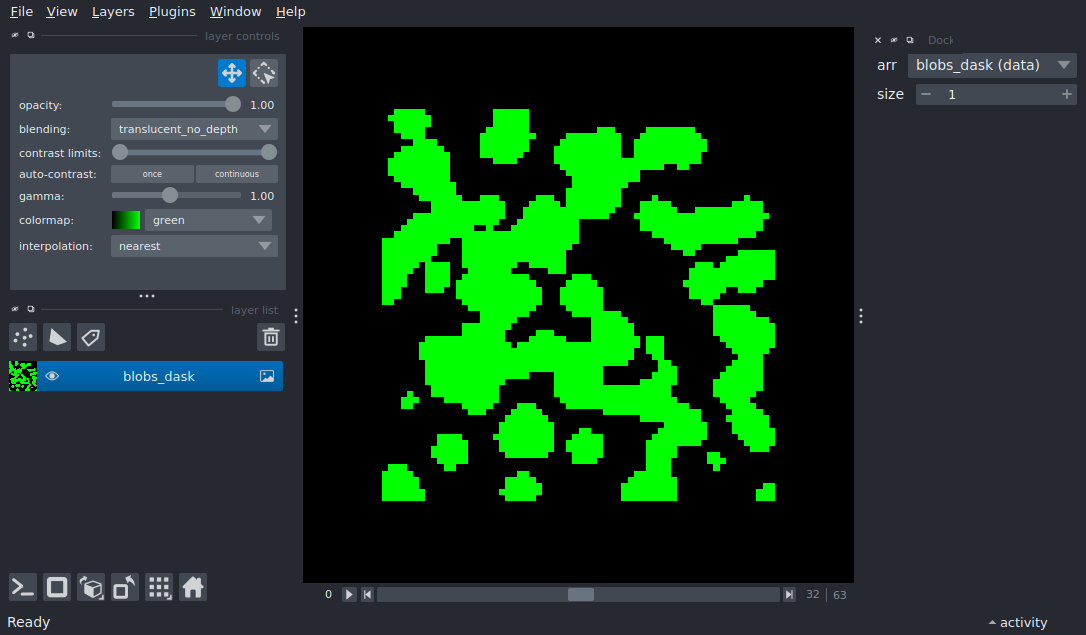 File View Layers Plugins Window Help
layer controls
opacity: 1.00
blending: translucent_no_depth
contrast limits:
auto-contrast: once continuous
gamma: 1.00
colormap: green
interpolation: nearest
layer list
blobs_dask
0 32 63
Dock
arr blobs_dask (data)
size 1
Ready
activity